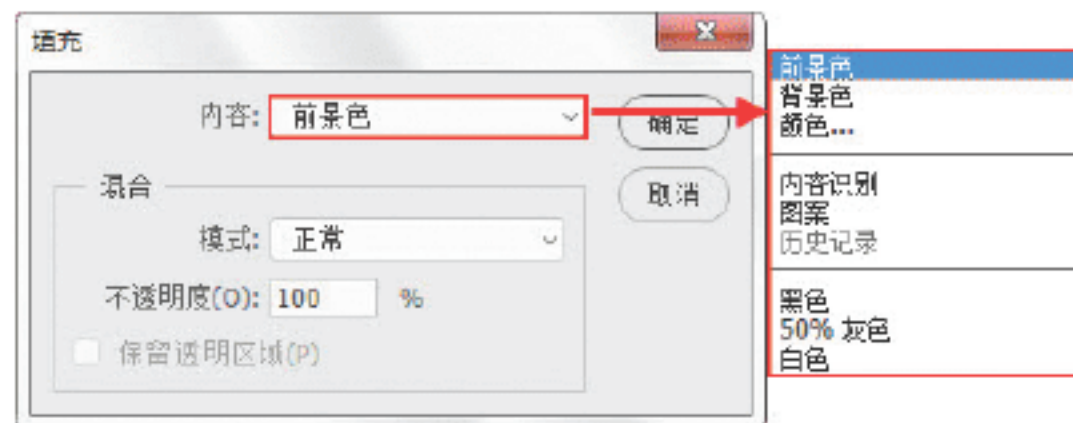 填充
内容: 前景色
确定
混合
取消
模式: 正常
不透明度(O): 100 %
保留透明区域(P)
前景色
背景色
颜色...
内容识别
图案
历史记录
黑色
50% 灰色
白色